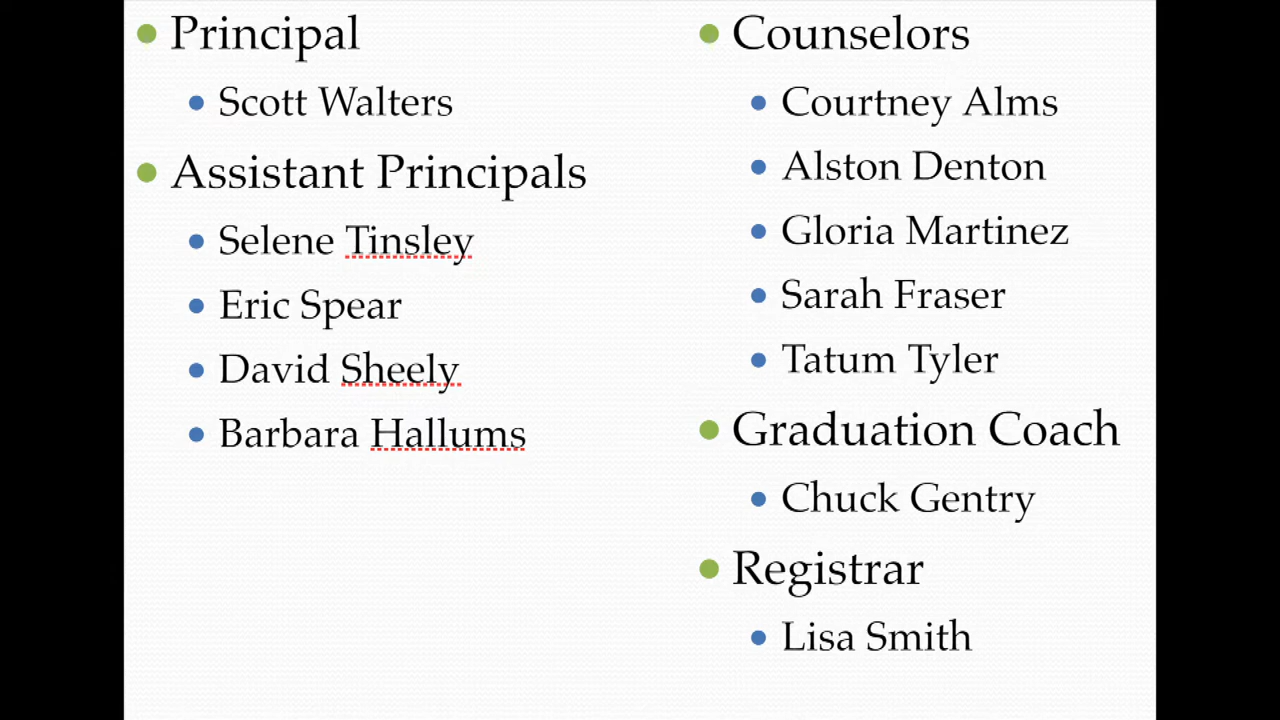 Principal
Scott Walters
Assistant Principals
Selene Tinsley
Eric Spear
David Sheely
Barbara Hallums
Counselors
Courtney Alms
Alston Denton
Gloria Martinez
Sarah Fraser
Tatum Tyler
Graduation Coach
Chuck Gentry
Registrar
Lisa Smith